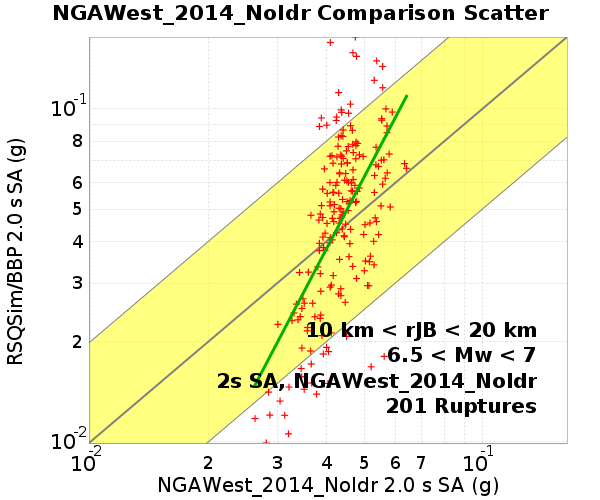 NGAWest_2014_NoIdr Comparison Scatter
RSQSim/BBP 2.0 s SA (g)
10⁻¹
8
6
5
4
3
2
10⁻²
10 km < rJB < 20 km
6.5 < Mw < 7
2s SA, NGAWest_2014_NoIdr
201 Ruptures
10⁻² 2 3 4 5 6 7 10⁻¹
NGAWest_2014_NoIdr 2.0 s SA (g)